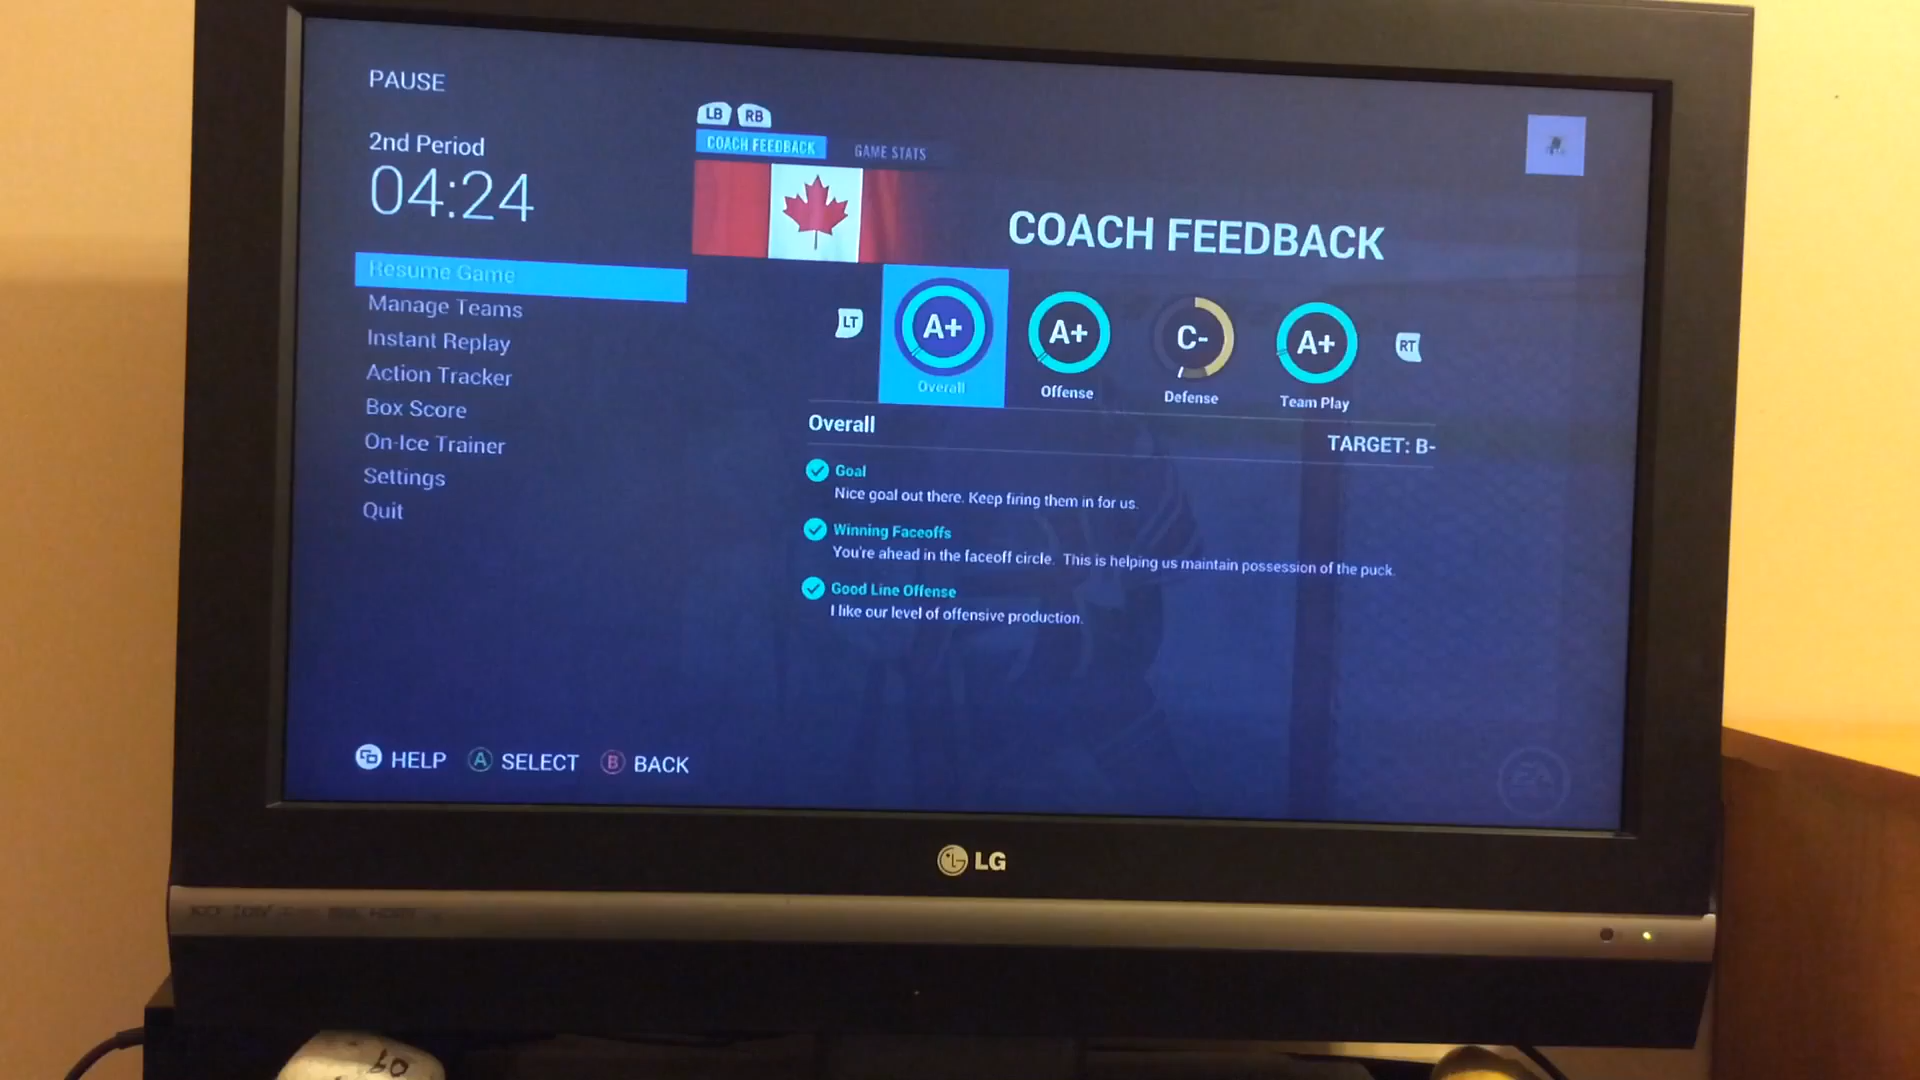 PAUSE
2nd Period
04:24
Resume Game
Manage Teams
Instant Replay
Action Tracker
Box Score
On-Ice Trainer
Settings
Quit
LB RB
COACH FEEDBACK GAME STATS
COACH FEEDBACK
LT
A+
Overall
A+
Offense
C-
Defense
A+
Team Play
RT
Overall
TARGET: B-
Goal
Nice goal out there. Keep firing them in for us.
Winning Faceoffs
You're ahead in the faceoff circle. This is helping us maintain possession of the puck.
Good Line Offense
I like our level of offensive production.
HELP A SELECT B BACK
EA
LG